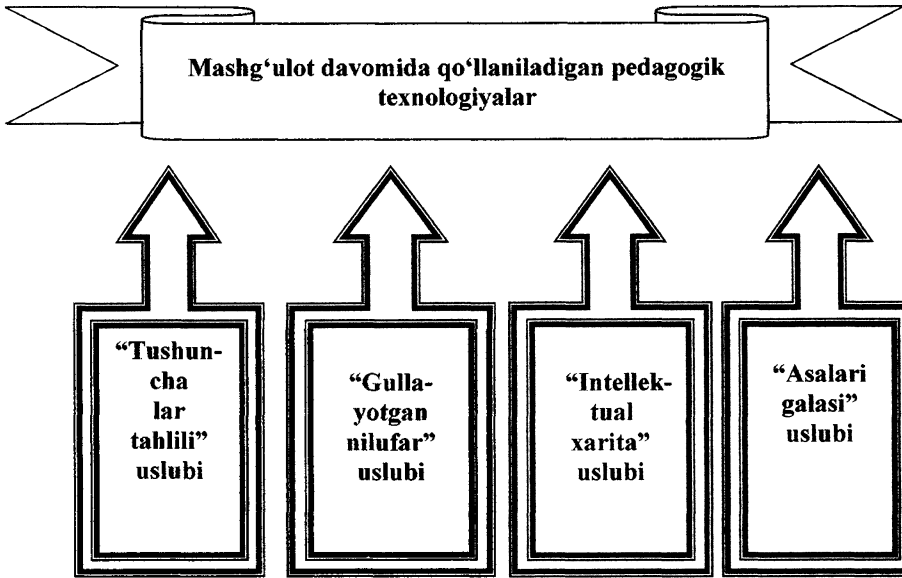 Mashg‘ulot davomida qo‘llaniladigan pedagogik
texnologiyalar
“Tushun-
cha
lar
tahlili”
uslubi
“Gulla-
yotgan
nilufar”
uslubi
“Intellek-
tual
xarita”
uslubi
“Asalari
galasi”
uslubi